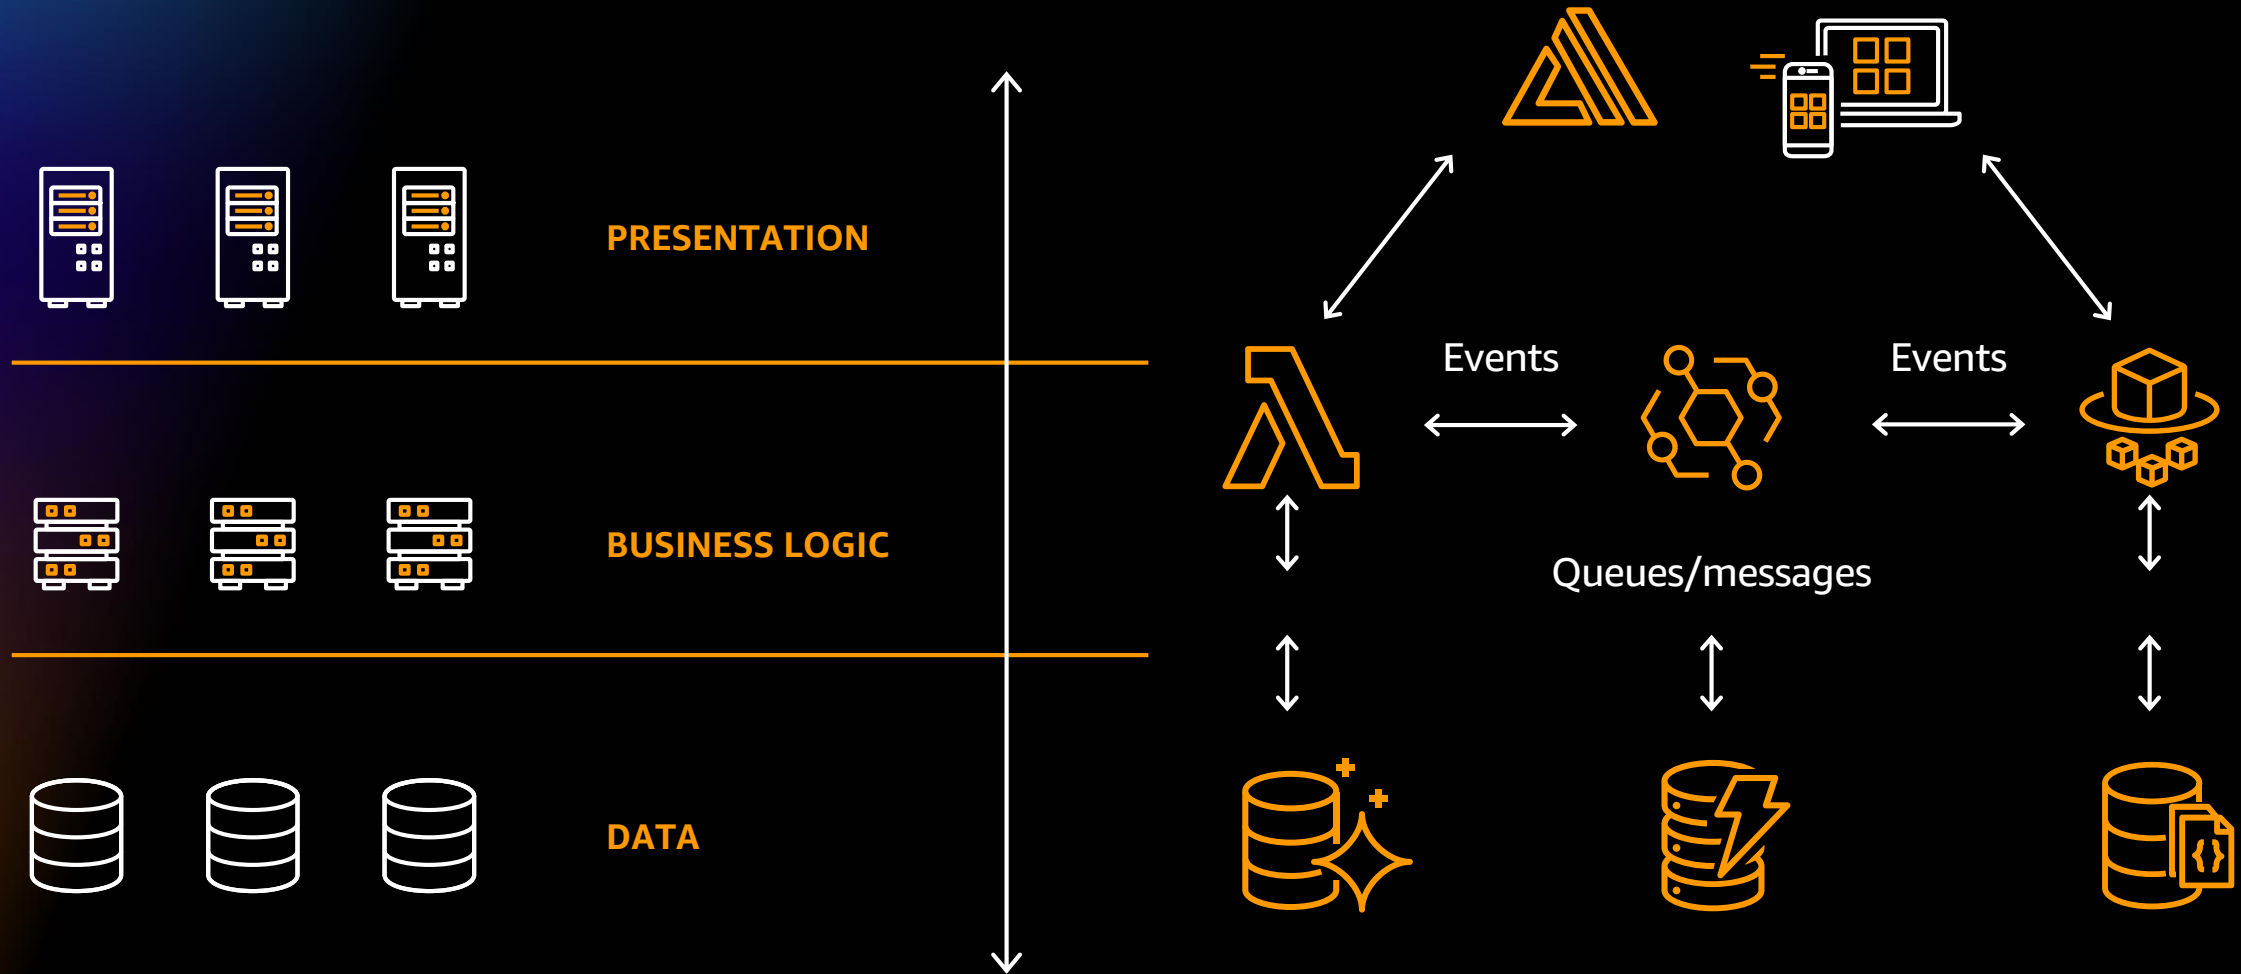 PRESENTATION
Events
Events
BUSINESS LOGIC
Queues/messages
DATA